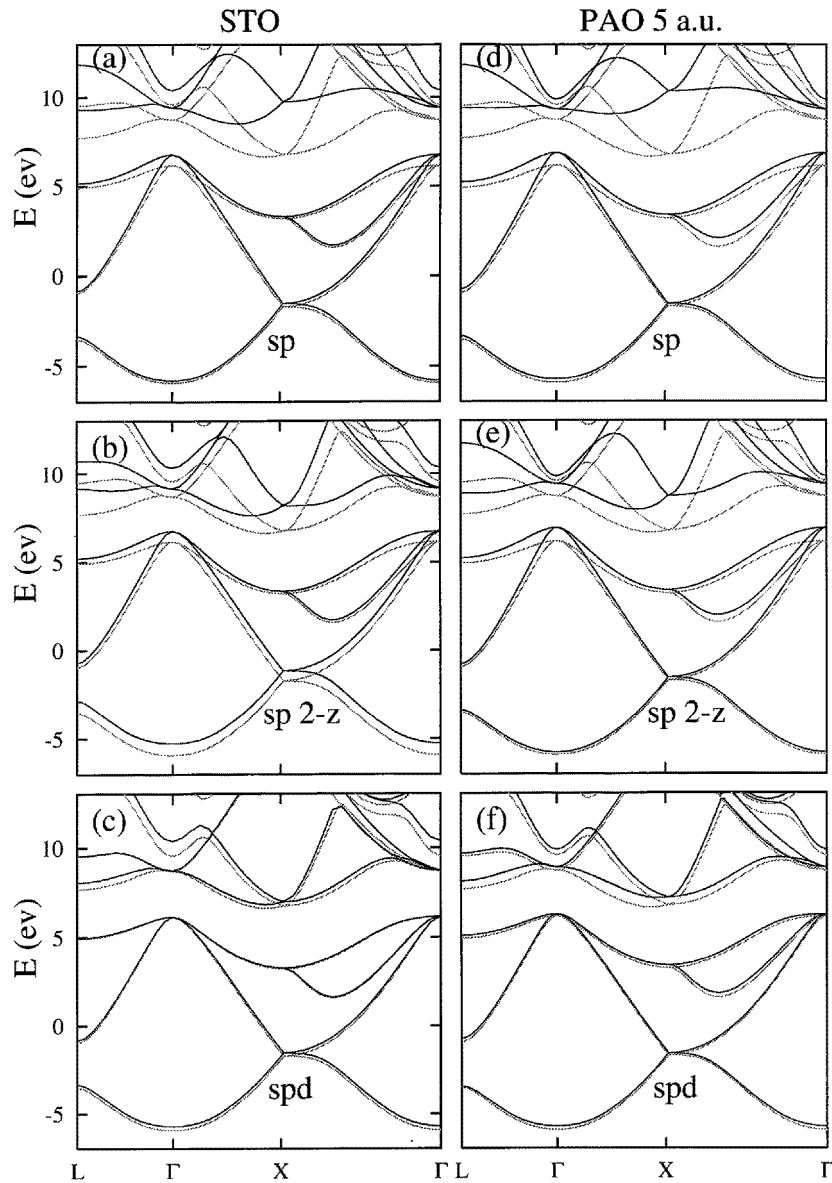 STO PAO 5 a.u.
(a) (d)
10
5
0
-5
E (ev)
sp sp
(b) (e)
10
5
0
-5
E (ev)
sp 2-z sp 2-z
(c) (f)
10
5
0
-5
E (ev)
spd spd
L Γ X Γ L Γ X Γ